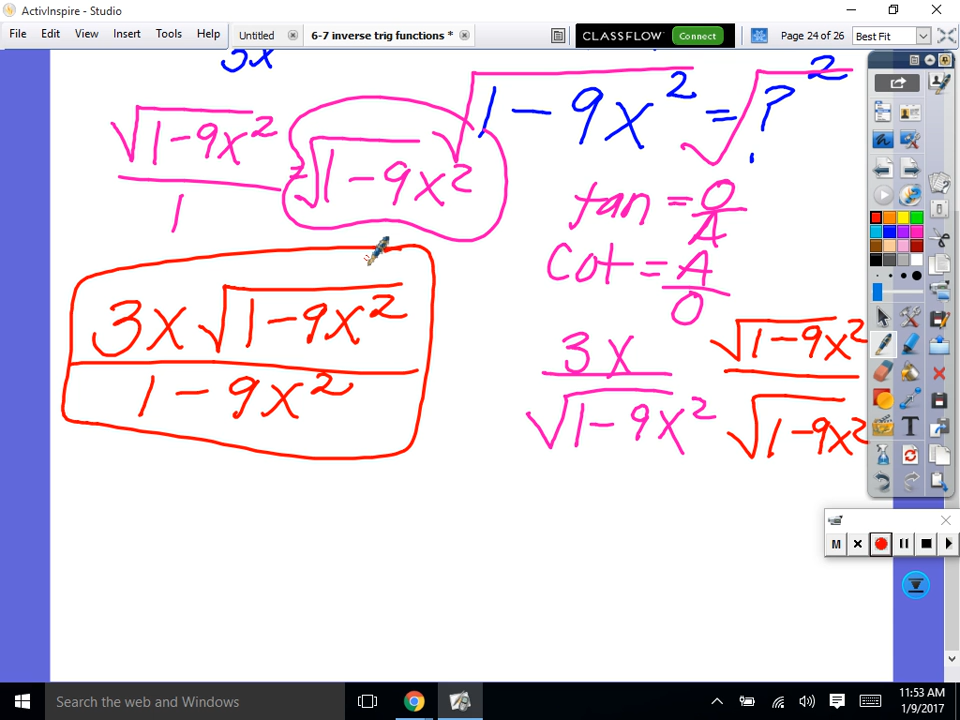 ActivInspire - Studio
File Edit View Insert Tools Help Untitled 6-7 inverse trig functions * CLASSFLOW Connect Page 24 of 26 Best Fit
3x
√1-9x² = √?²
√1-9x² / 1 = √1-9x²
tan = O/A
Cot = A/O
3x √1-9x² / 1-9x²
3x / √1-9x² √1-9x² / √1-9x²
M
Search the web and Windows
11:53 AM
1/9/2017